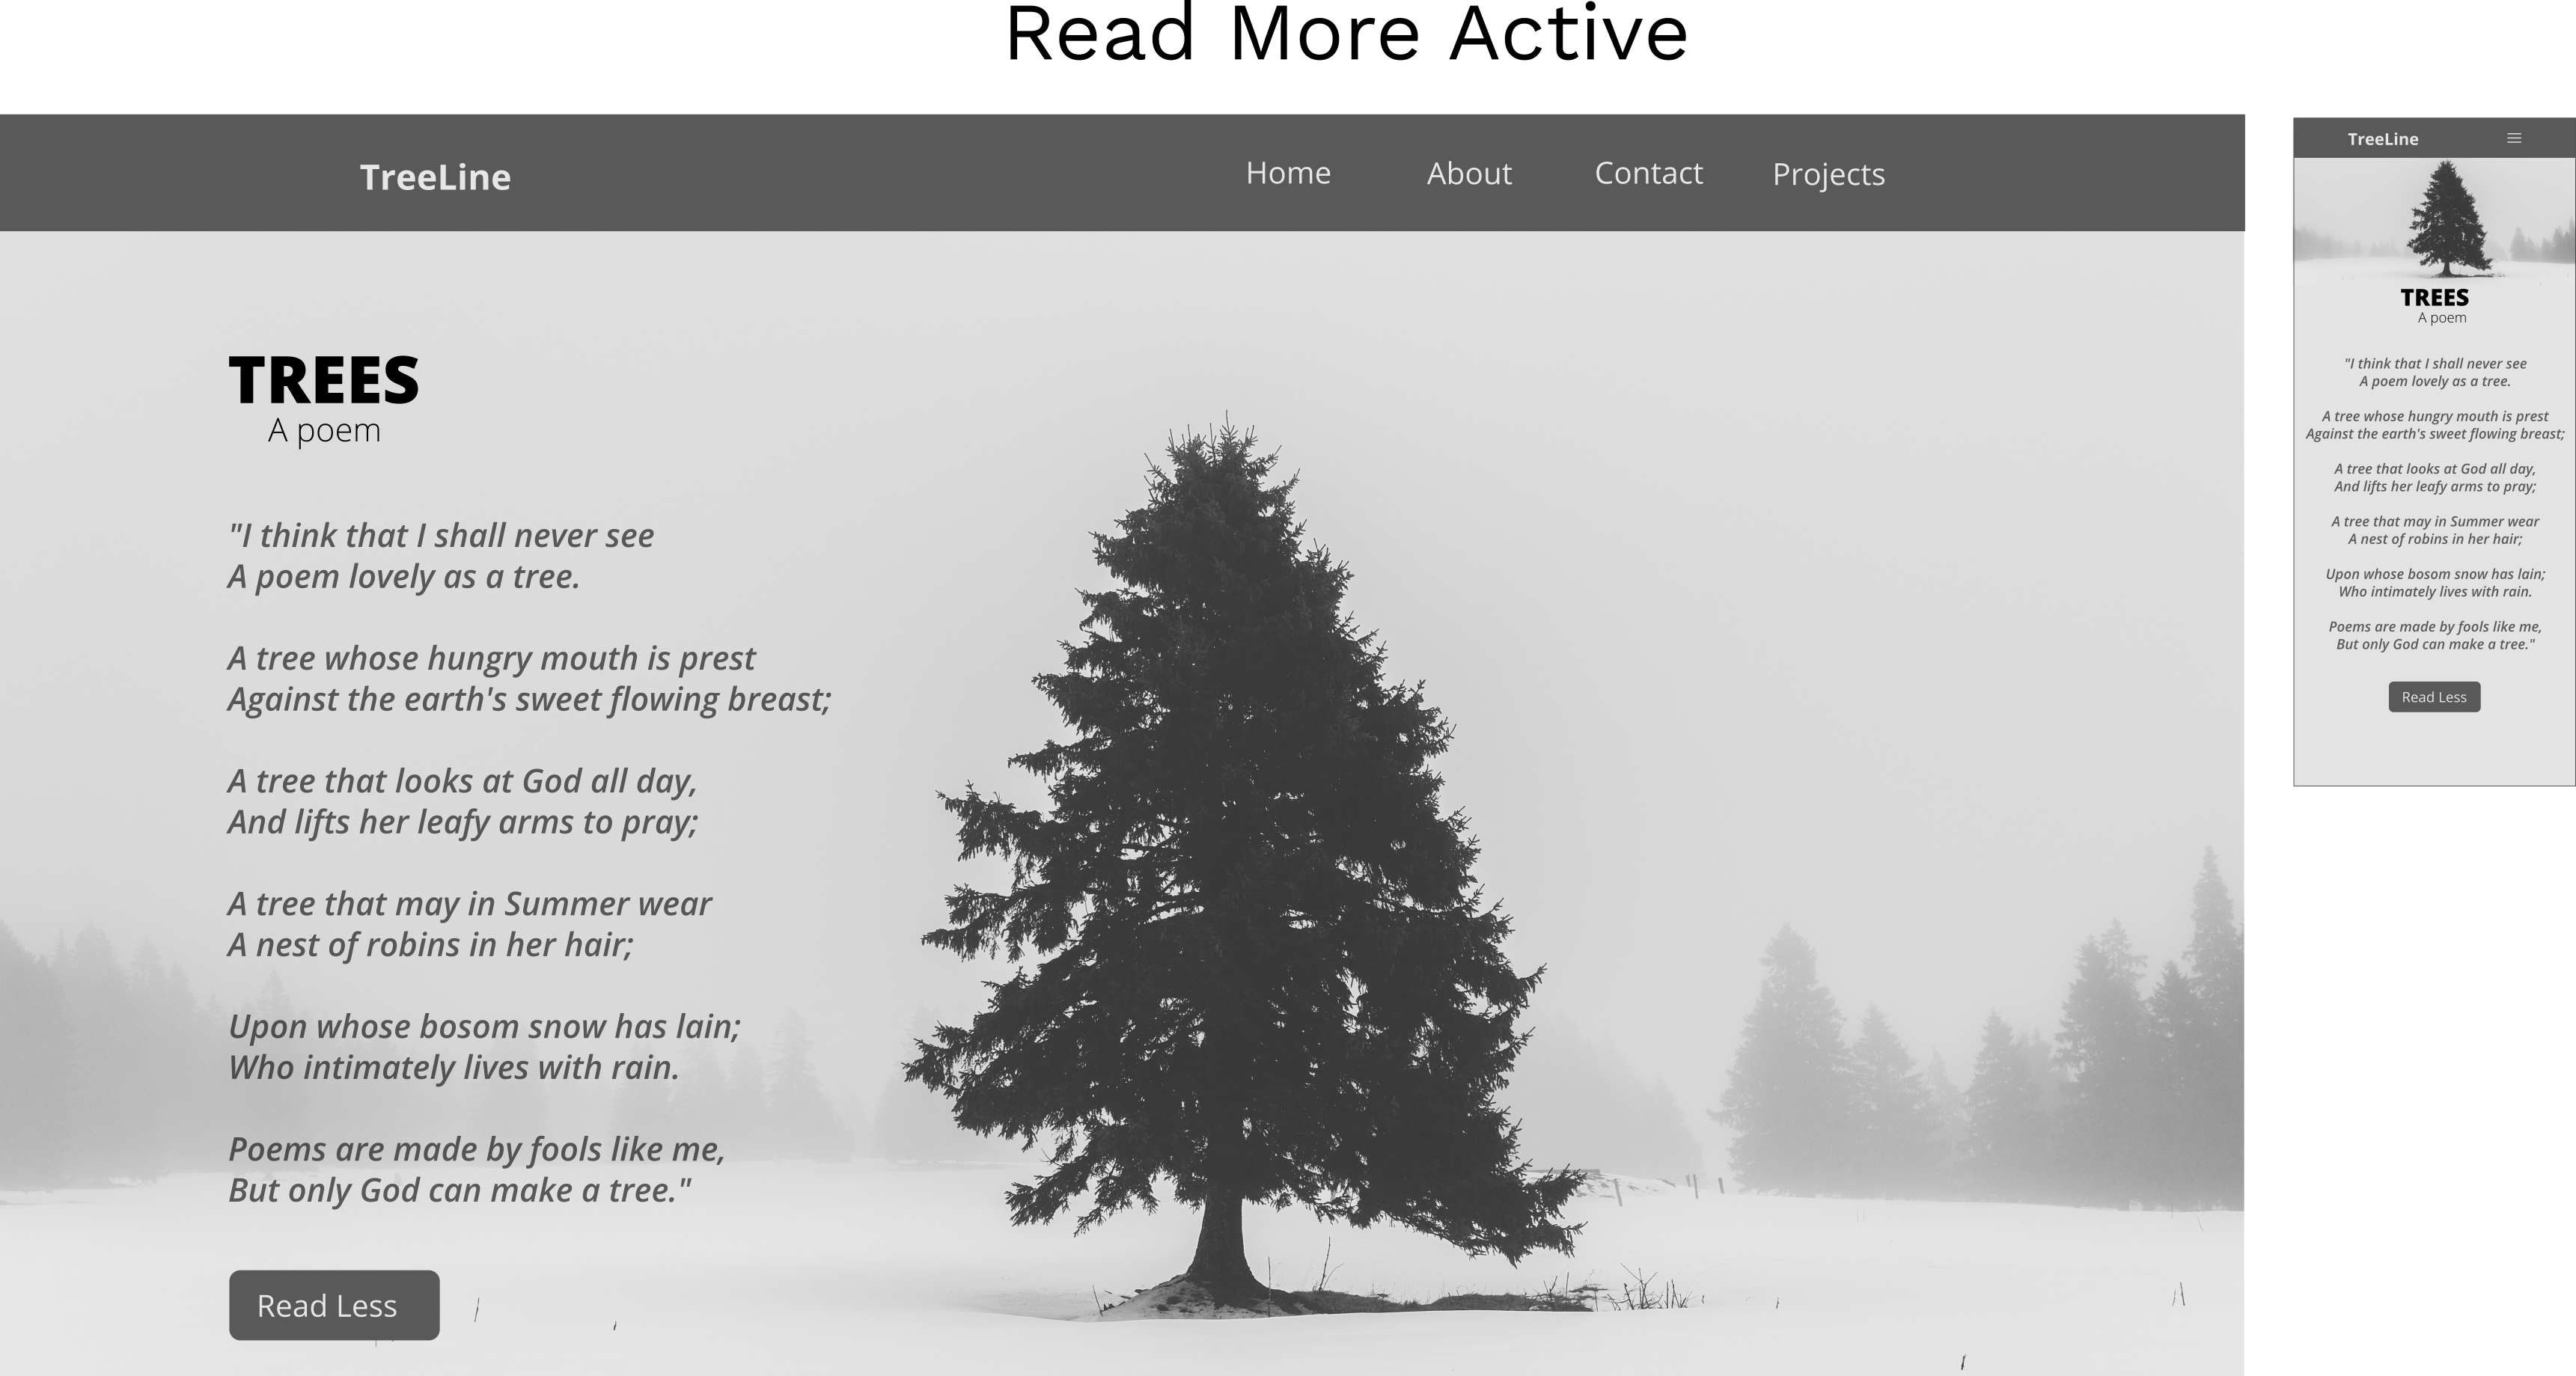 Read More Active
TreeLine
Home About Contact Projects
TREES
A poem
"I think that I shall never see
A poem lovely as a tree.
A tree whose hungry mouth is prest
Against the earth's sweet flowing breast;
A tree that looks at God all day,
And lifts her leafy arms to pray;
A tree that may in Summer wear
A nest of robins in her hair;
Upon whose bosom snow has lain;
Who intimately lives with rain.
Poems are made by fools like me,
But only God can make a tree."
Read Less
TreeLine
TREES
A poem
"I think that I shall never see
A poem lovely as a tree.
A tree whose hungry mouth is prest
Against the earth's sweet flowing breast;
A tree that looks at God all day,
And lifts her leafy arms to pray;
A tree that may in Summer wear
A nest of robins in her hair;
Upon whose bosom snow has lain;
Who intimately lives with rain.
Poems are made by fools like me,
But only God can make a tree."
Read Less